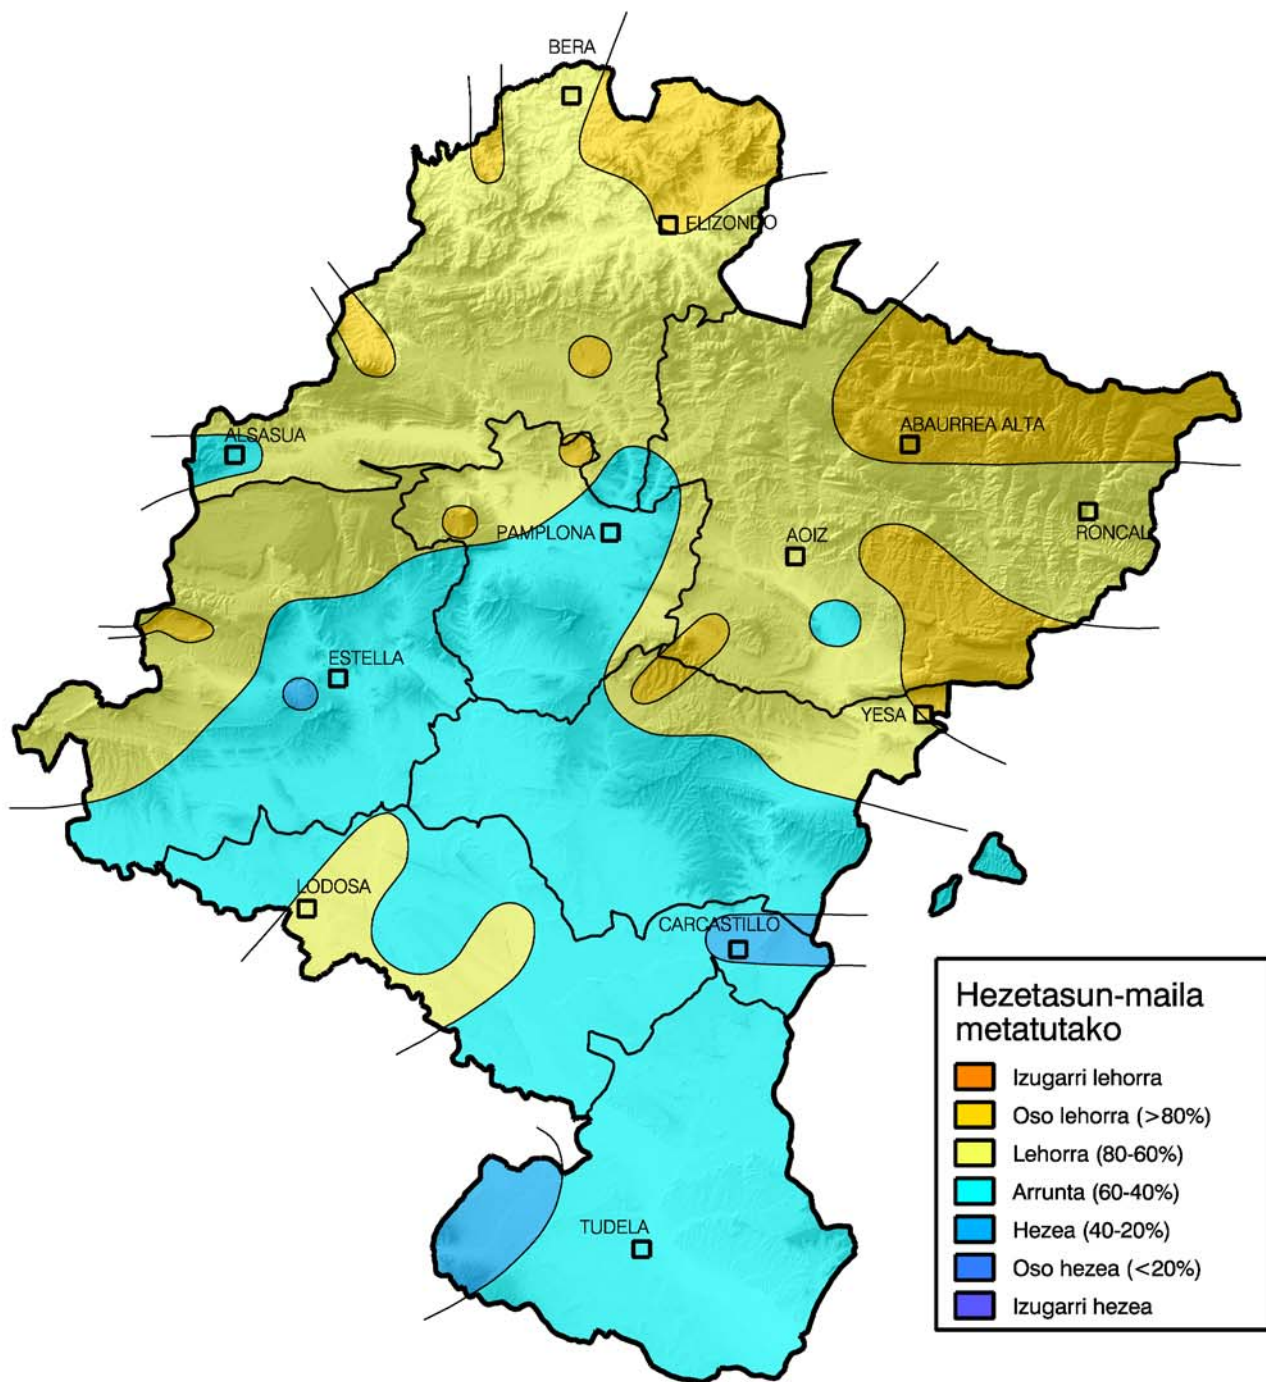 BERA
ELIZONDO
ALSASUA
ABAURREA ALTA
PAMPLONA
AOIZ
RONCAL
ESTELLA
YESA
LODOSA
CARCASTILLO
TUDELA
Hezetasun-maila
metatutako
Izugarri lehorra
Oso lehorra (>80%)
Lehorra (80-60%)
Arrunta (60-40%)
Hezea (40-20%)
Oso hezea (<20%)
Izugarri hezea